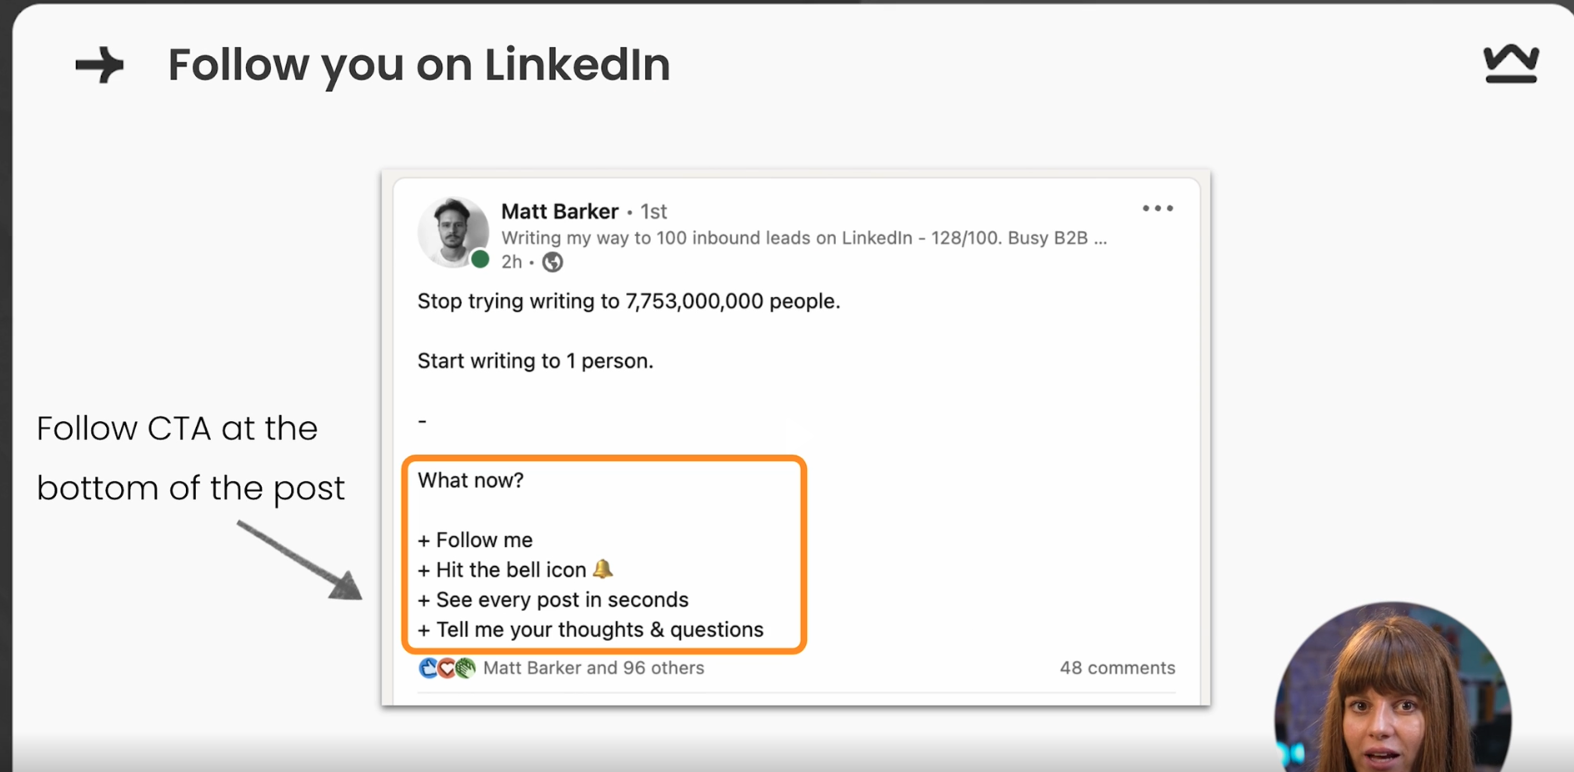 Follow you on LinkedIn
Matt Barker • 1st
Writing my way to 100 inbound leads on LinkedIn - 128/100. Busy B2B ...
2h •
Stop trying writing to 7,753,000,000 people.
Start writing to 1 person.
-
Follow CTA at the
bottom of the post
What now?
+ Follow me
+ Hit the bell icon 🔔
+ See every post in seconds
+ Tell me your thoughts & questions
Matt Barker and 96 others
48 comments